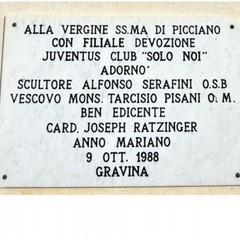 ALLA VERGINE SS.MA DI PICCIANO
CON FILIALE DEVOZIONE
JUVENTUS CLUB "SOLO NOI"
ADORNO'
SCULTORE ALFONSO SERAFINI O.S.B
VESCOVO MONS. TARCISIO PISANI O. M.
BEN EDICENTE
CARD. JOSEPH RATZINGER
ANNO MARIANO
9 OTT. 1988
GRAVINA